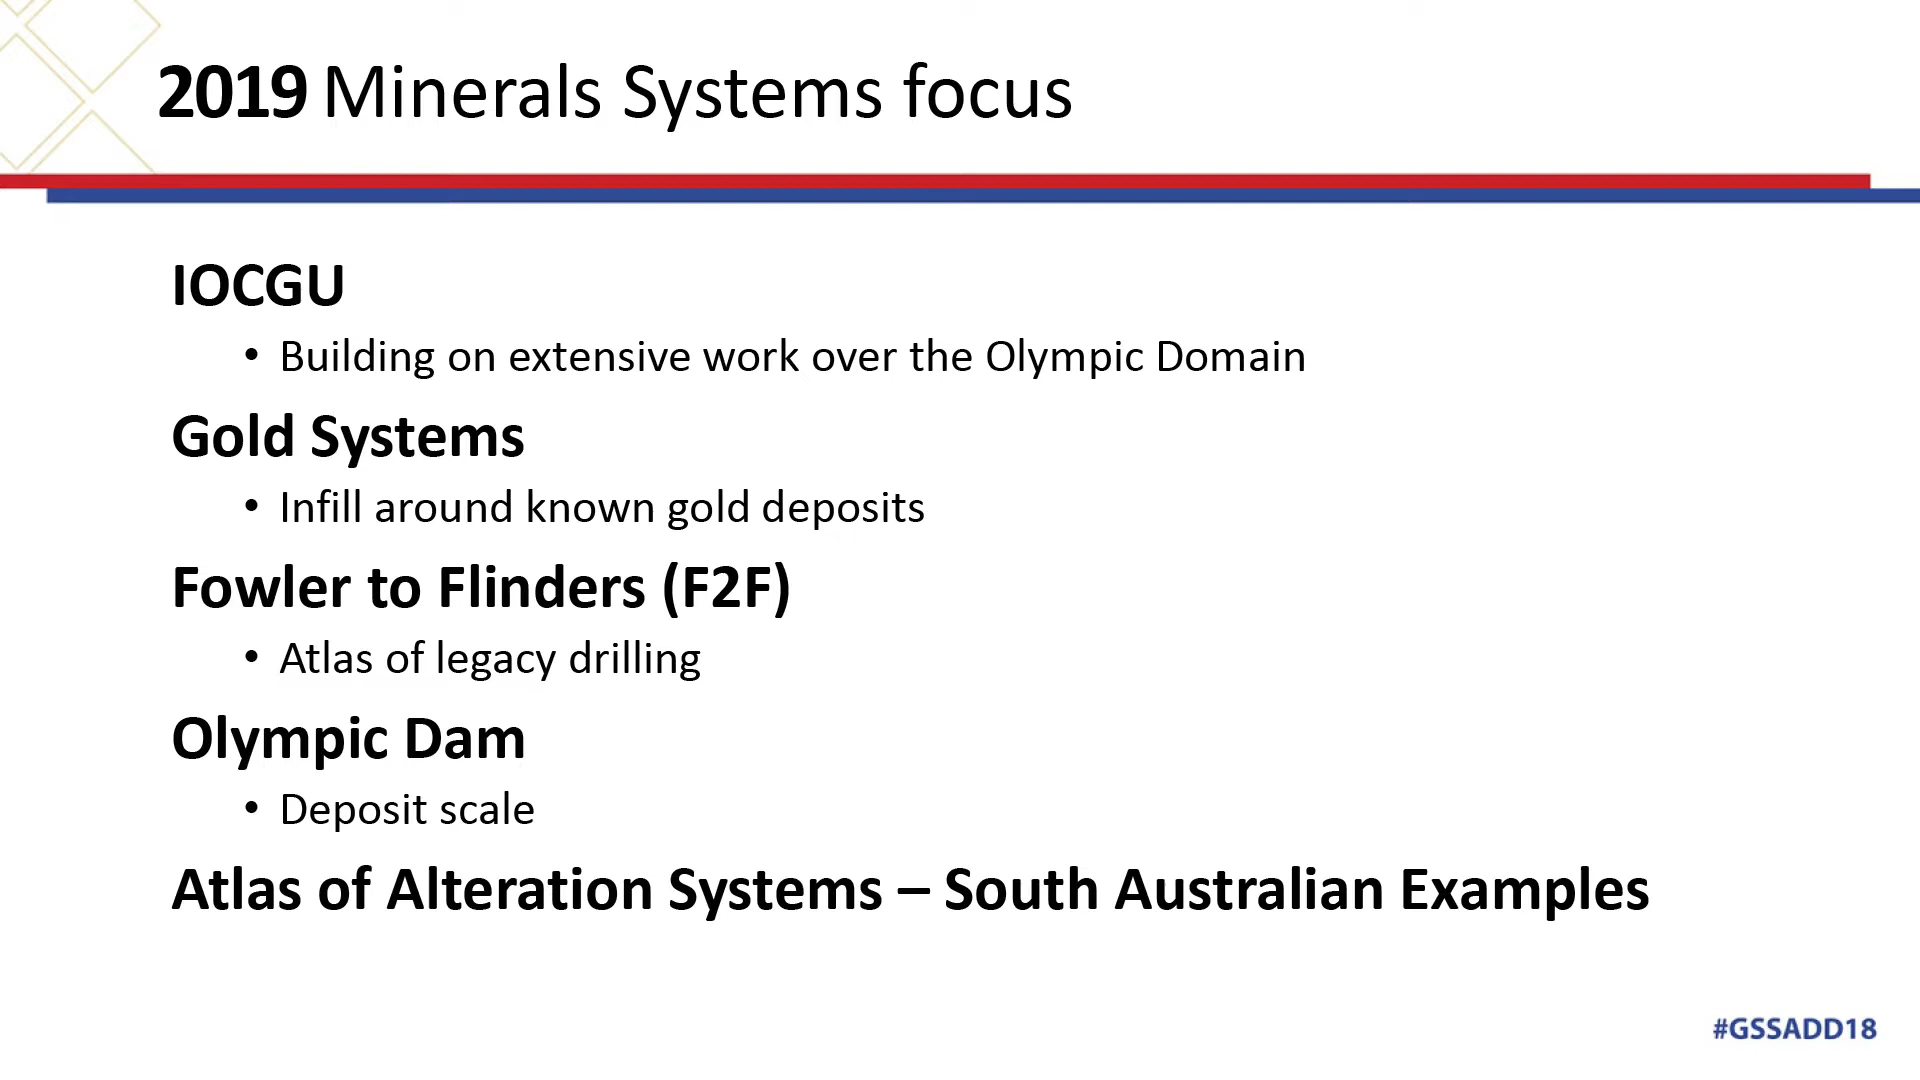 2019 Minerals Systems focus
IOCGU
• Building on extensive work over the Olympic Domain
Gold Systems
• Infill around known gold deposits
Fowler to Flinders (F2F)
• Atlas of legacy drilling
Olympic Dam
• Deposit scale
Atlas of Alteration Systems – South Australian Examples
#GSSADD18